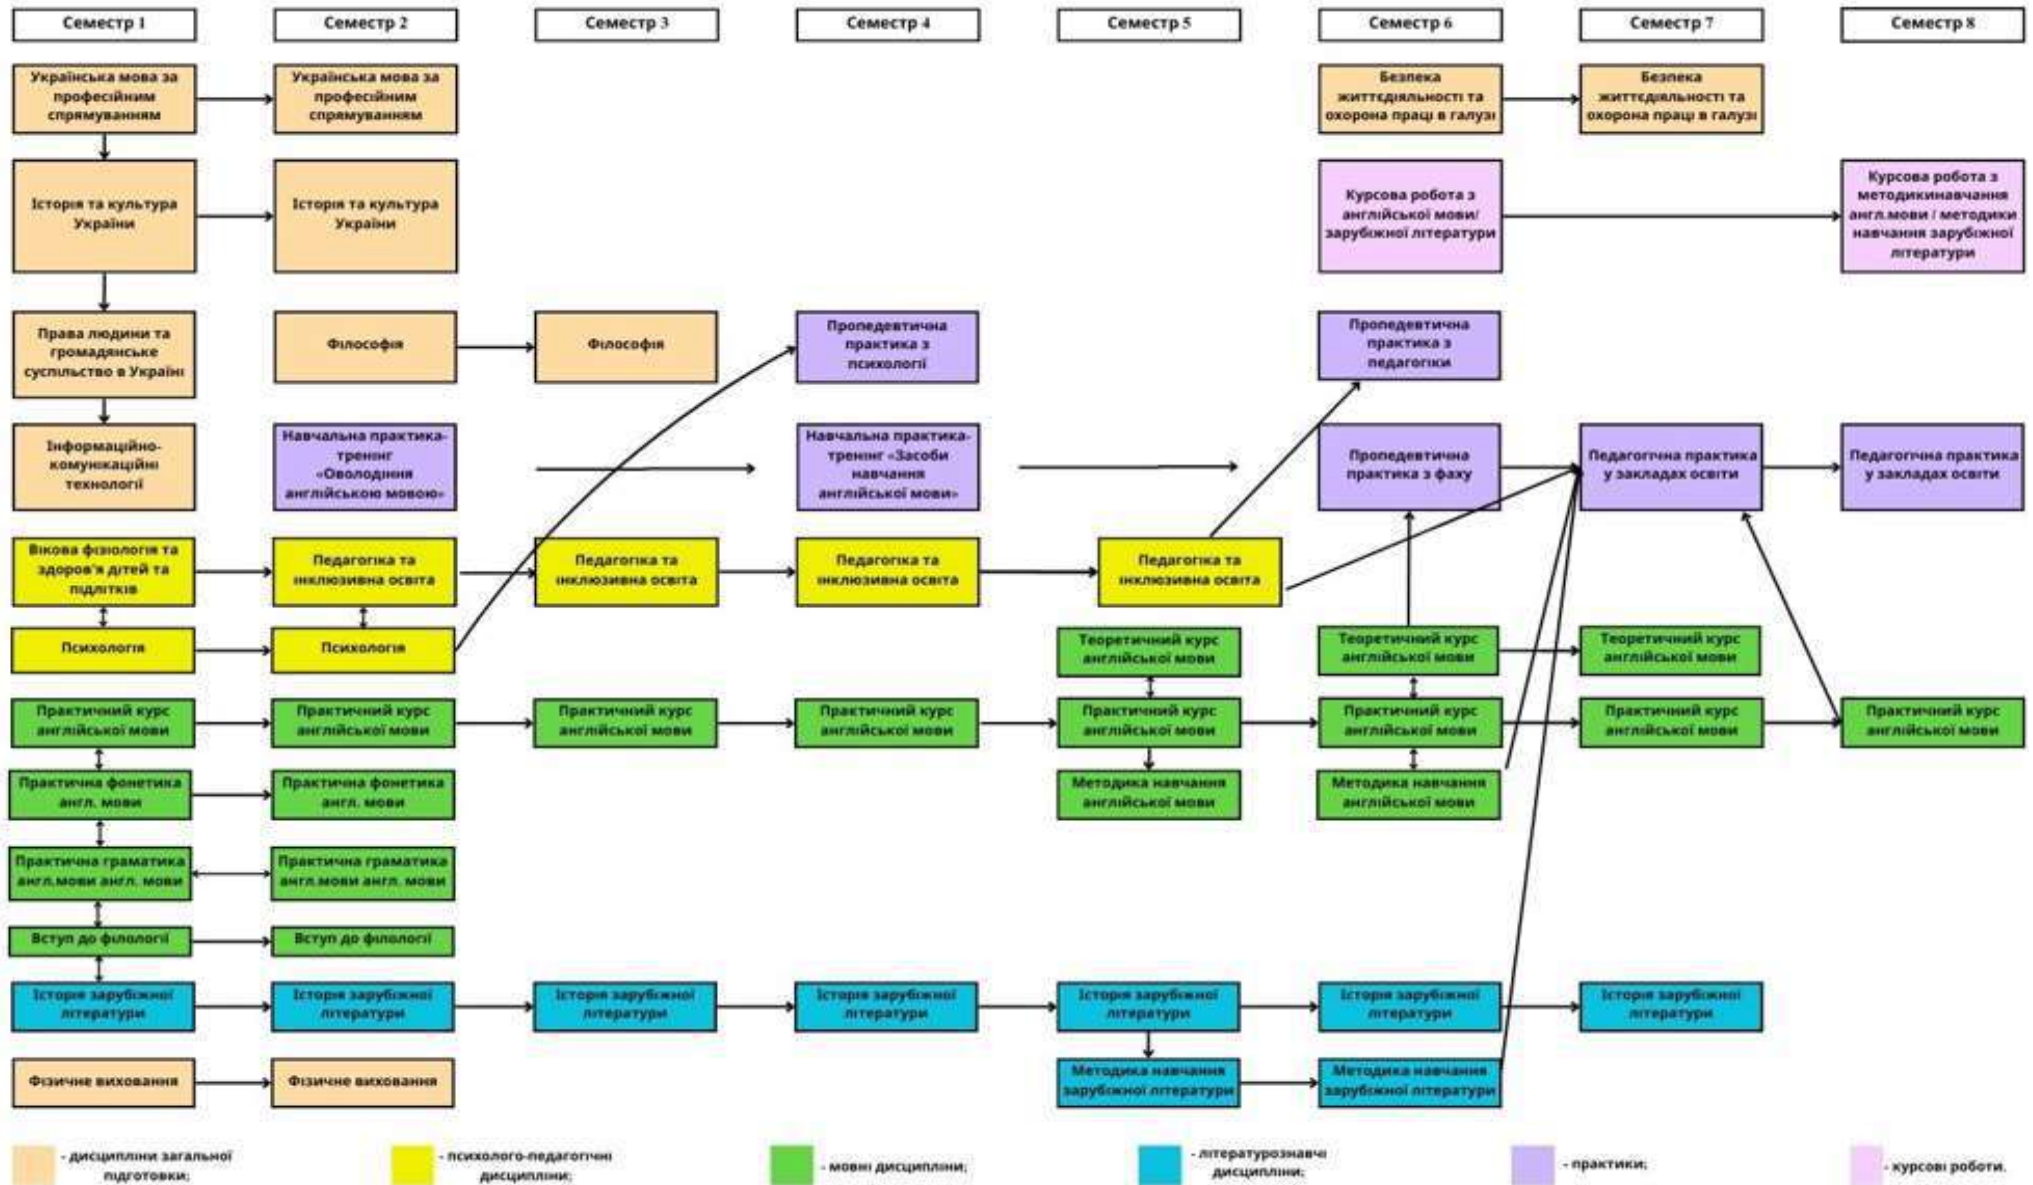 Семестр 1
Семестр 2
Семестр 3
Семестр 4
Семестр 5
Семестр 6
Семестр 7
Семестр 8
Українська мова за
професійним
спрямуванням
Українська мова за
професійним
спрямуванням
Безпека
життєдіяльності та
охорона праці в галузі
Безпека
життєдіяльності та
охорона праці в галузі
Історія та культура
України
Історія та культура
України
Курсова робота з
англійської мови/
зарубіжної літератури
Курсова робота з
методикинавчання
англ.мови / методики
навчання зарубіжної
літератури
Права людини та
громадянське
суспільство в Україні
Філософія
Філософія
Пропедевтична
практика з
психології
Пропедевтична
практика з
педагогіки
Інформаційно-
комунікаційні
технології
Навчальна практика-
тренінг
«Оволодіння
англійською мовою»
Навчальна практика-
тренінг «Засоби
навчання
англійської мови»
Пропедевтична
практика з фаху
Педагогічна практика
у закладах освіти
Педагогічна практика
у закладах освіти
Вікова фізіологія та
здоров'я дітей та
підлітків
Педагогіка та
інклюзивна освіта
Педагогіка та
інклюзивна освіта
Педагогіка та
інклюзивна освіта
Педагогіка та
інклюзивна освіта
Психологія
Психологія
Теоретичний курс
англійської мови
Теоретичний курс
англійської мови
Теоретичний курс
англійської мови
Практичний курс
англійської мови
Практичний курс
англійської мови
Практичний курс
англійської мови
Практичний курс
англійської мови
Практичний курс
англійської мови
Практичний курс
англійської мови
Практичний курс
англійської мови
Практичний курс
англійської мови
Практична фонетика
англ. мови
Практична фонетика
англ. мови
Методика навчання
англійської мови
Методика навчання
англійської мови
Практична граматика
англ.мови англ. мови
Практична граматика
англ.мови англ. мови
Вступ до філології
Вступ до філології
Історія зарубіжної
літератури
Історія зарубіжної
літератури
Історія зарубіжної
літератури
Історія зарубіжної
літератури
Історія зарубіжної
літератури
Історія зарубіжної
літератури
Історія зарубіжної
літератури
Фізичне виховання
Фізичне виховання
Методика навчання
зарубіжної літератури
Методика навчання
зарубіжної літератури
- дисципліни загальної
підготовки;
- психолого-педагогічні
дисципліни;
- мовні дисципліни;
- літературознавчі
дисципліни;
- практики;
- курсові роботи.